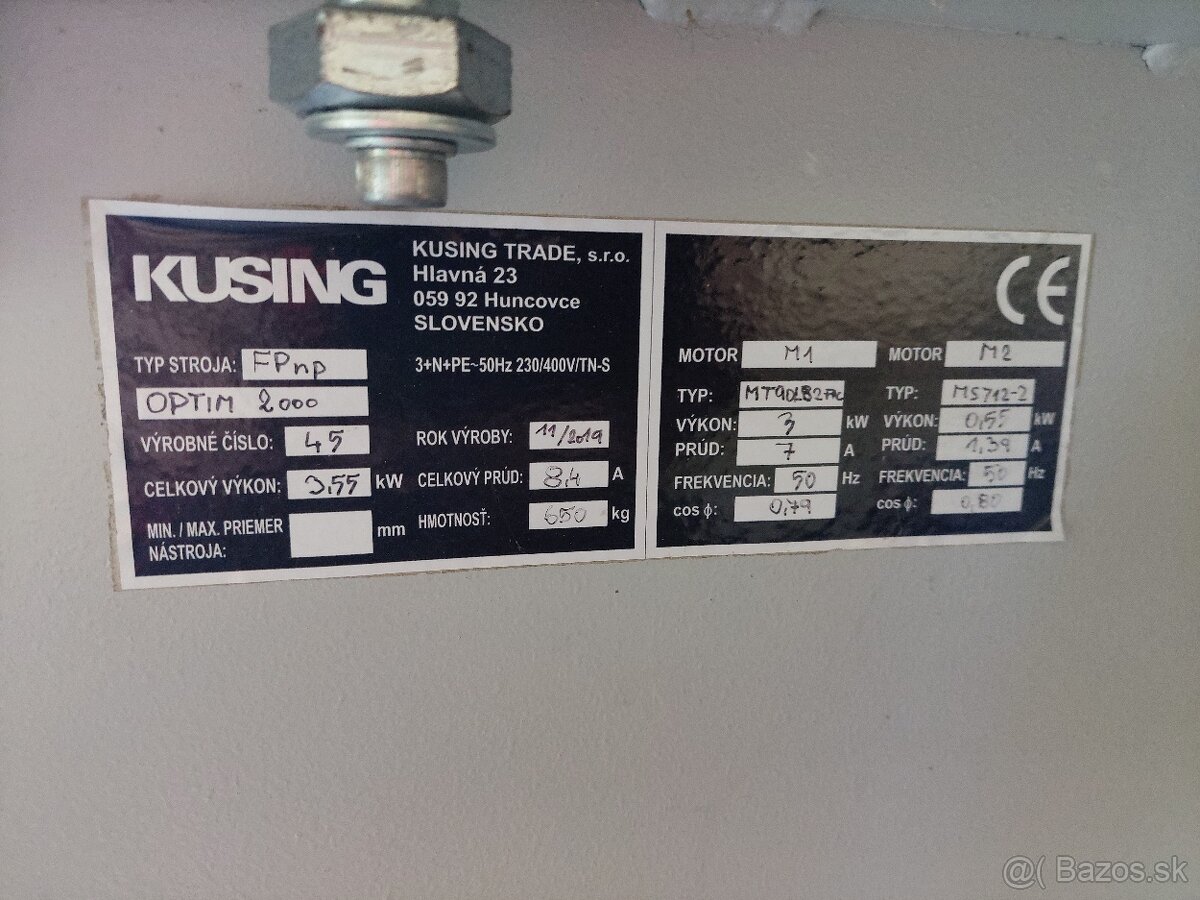 KUSING
KUSING TRADE, s.r.o.
Hlavná 23
059 92 Huncovce
SLOVENSKO
TYP STROJA: FPnp
3+N+PE~50Hz 230/400V/TN-S
OPTIM 2000
VÝROBNÉ ČÍSLO: 45
ROK VÝROBY: 11/2019
CELKOVÝ VÝKON: 3,55 kW
CELKOVÝ PRÚD: 8,4 A
MIN. / MAX. PRIEMER
NÁSTROJA: mm
HMOTNOSŤ: 650 kg
CE
MOTOR M1
TYP:
VÝKON: 3 kW
PRÚD: 7 A
FREKVENCIA: 50 Hz
cos ϕ: 0,79
MOTOR M2
TYP: MS712-2
VÝKON: 0,55 kW
PRÚD: 1,39 A
FREKVENCIA: 50 Hz
cos ϕ:
@( Bazos.sk